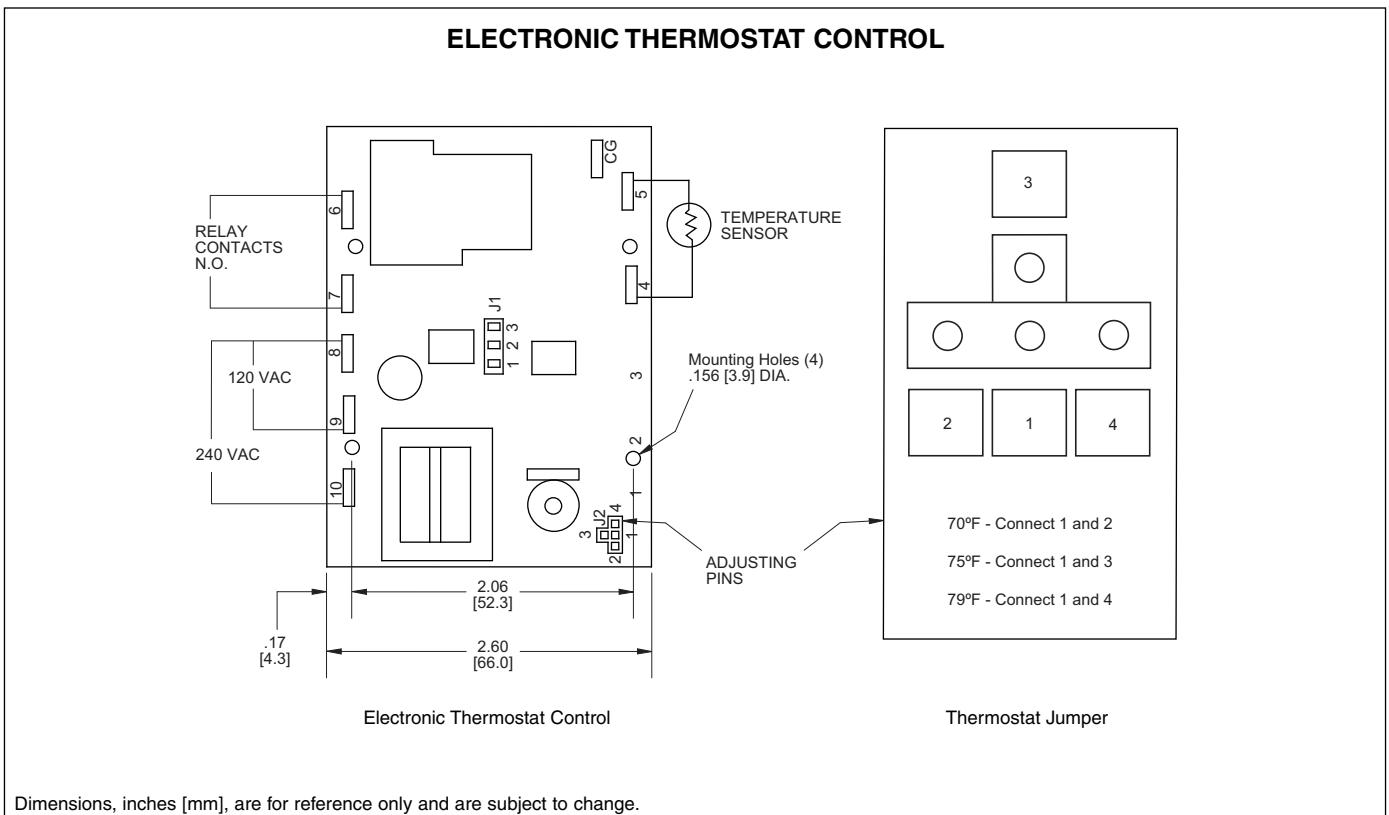 ELECTRONIC THERMOSTAT CONTROL
CG
5
TEMPERATURE
SENSOR
4
6
RELAY
CONTACTS
N.O.
7
J1
3
2
1
8
120 VAC
9
240 VAC
10
Mounting Holes (4)
.156 [3.9] DIA.
3
2
1
J2
4
3
1
2
ADJUSTING
PINS
2.06
[52.3]
.17
[4.3]
2.60
[66.0]
Electronic Thermostat Control
3
2
1
4
70ºF - Connect 1 and 2
75ºF - Connect 1 and 3
79ºF - Connect 1 and 4
Thermostat Jumper
Dimensions, inches [mm], are for reference only and are subject to change.